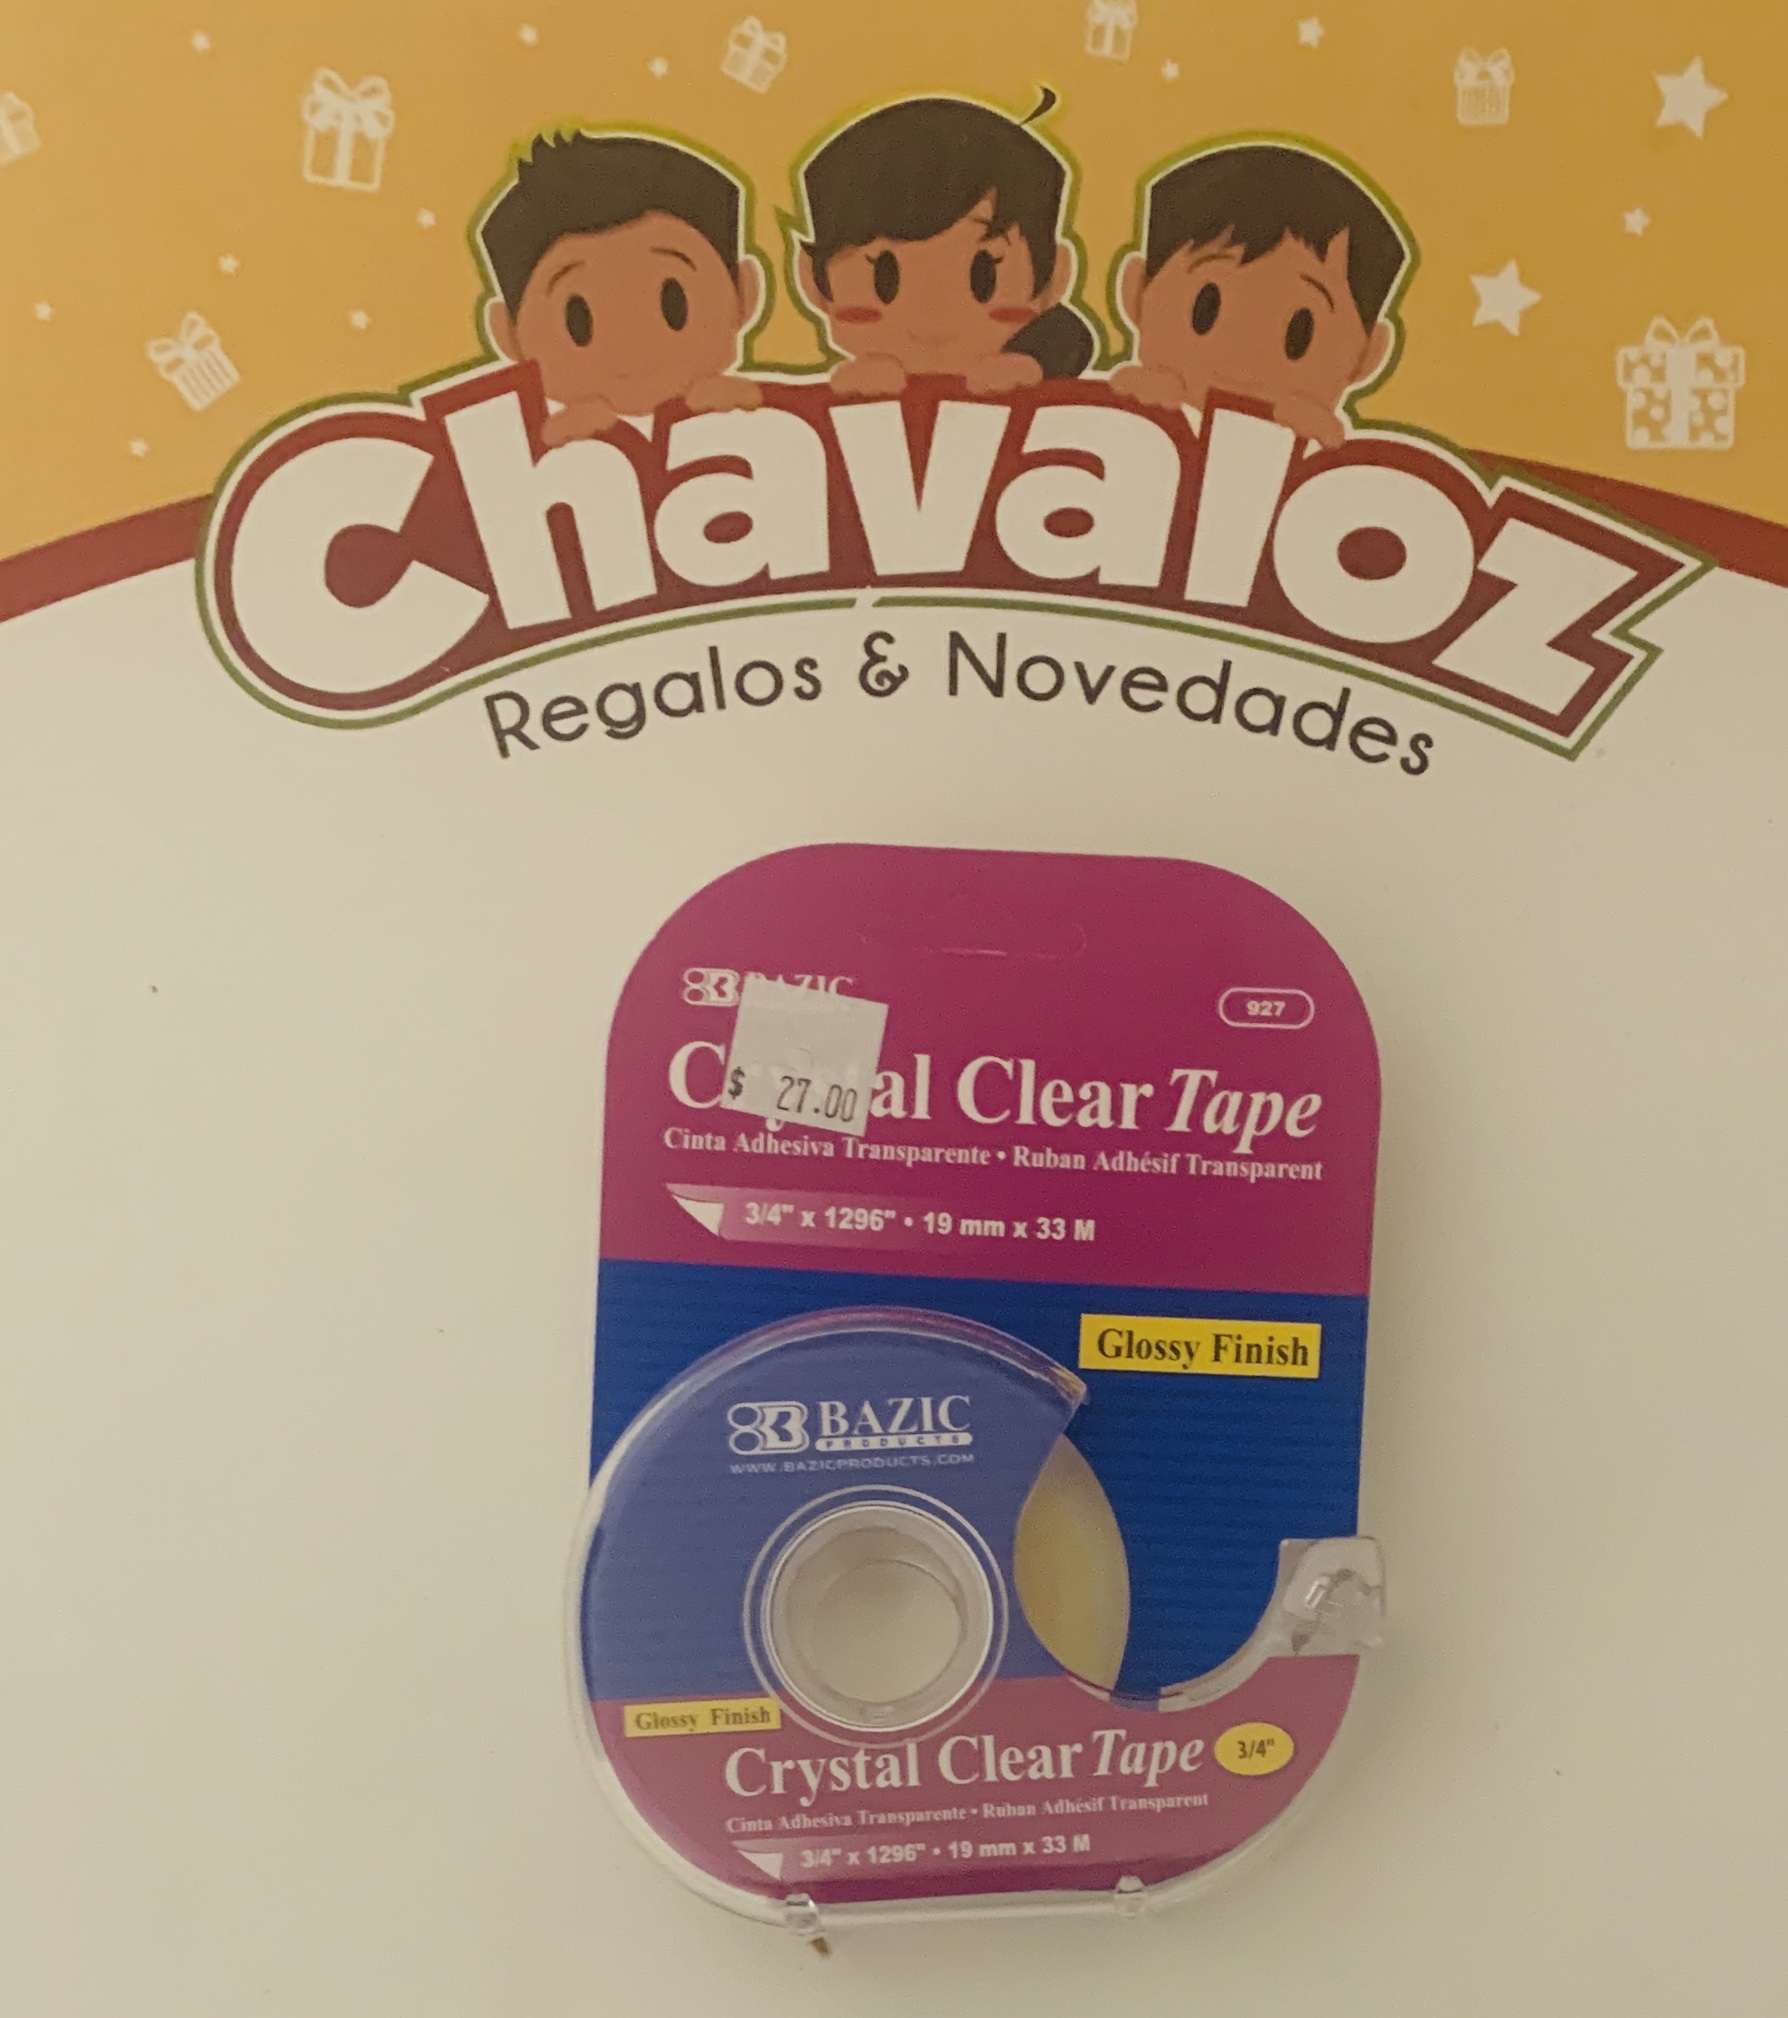 Chavaloz
Regalos & Novedades
BAZIC
927
$ 27.00
Clear Tape
Cinta Adhesiva Transparente • Ruban Adhésif Transparent
3/4" x 1296" • 19 mm x 33 M
Glossy Finish
BAZIC
PRODUCTS
WWW.BAZICPRODUCTS.COM
Glossy Finish
Crystal Clear Tape 3/4"
Cinta Adhesiva Transparente • Ruban Adhésif Transparent
3/4" x 1296" • 19 mm x 33 M